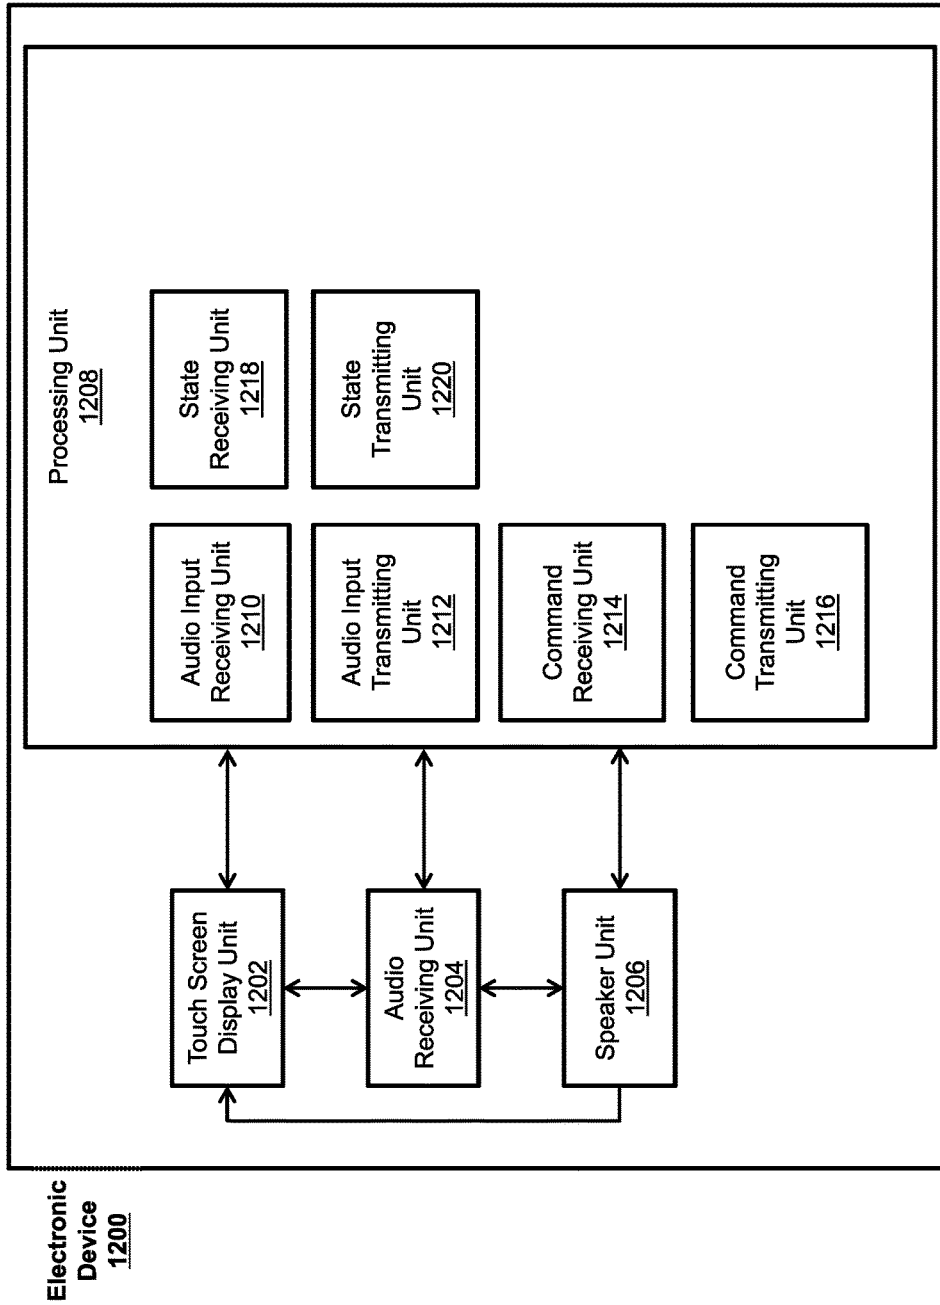 Electronic
Device
1200
Touch Screen
Display Unit
1202
Audio
Receiving Unit
1204
Speaker Unit
1206
Processing Unit
1208
Audio Input
Receiving Unit
1210
Audio Input
Transmitting
Unit
1212
Command
Receiving Unit
1214
Command
Transmitting
Unit
1216
State
Receiving Unit
1218
State
Transmitting
Unit
1220